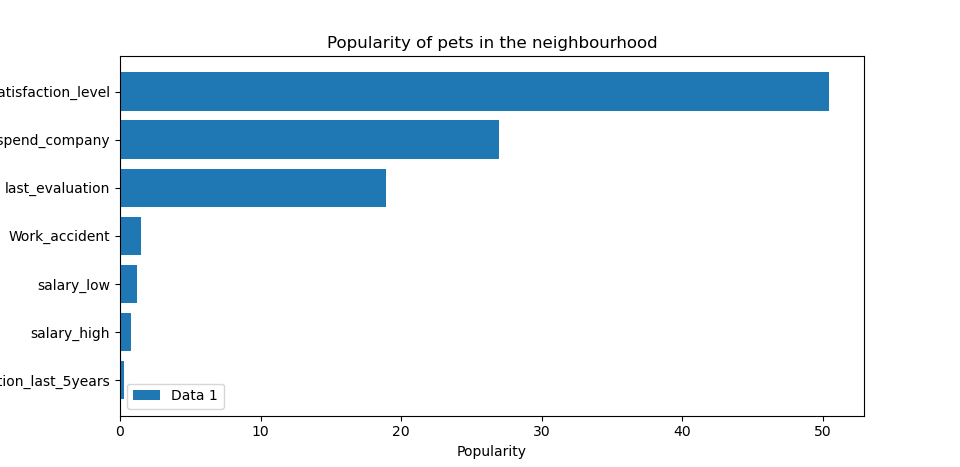 Popularity of pets in the neighbourhood
atisfaction_level
spend_company
last_evaluation
Work_accident
salary_low
salary_high
tion_last_5years
Data 1
0 10 20 30 40 50
Popularity